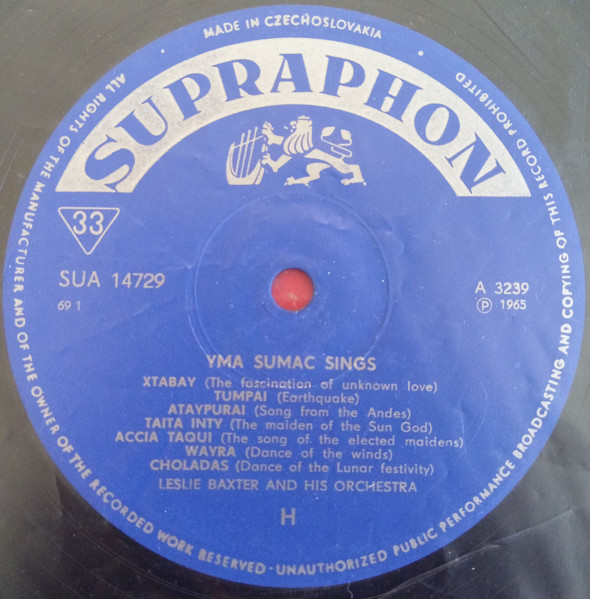 MADE IN CZECHOSLOVAKIA
SUPRAPHON
33
SUA 14729
69 1
A 3239
Ⓟ 1965
YMA SUMAC SINGS
XTABAY (The fascination of unknown love)
TUMPAI (Earthquake)
ATAYPURAI (Song from the Andes)
TAITA INTY (The maiden of the Sun God)
ACCIA TAQUI (The song of the elected maidens)
WAYRA (Dance of the winds)
CHOLADAS (Dance of the Lunar festivity)
LESLIE BAXTER AND HIS ORCHESTRA
H
ALL RIGHTS OF THE MANUFACTURER AND OF THE OWNER OF THE RECORDED WORK RESERVED - UNAUTHORIZED PUBLIC PERFORMANCE BROADCASTING AND COPYING OF THIS RECORD PROHIBITED